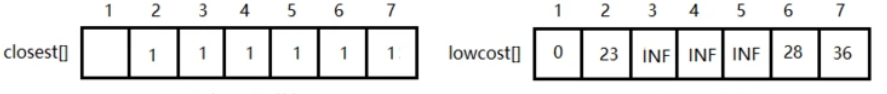 1 2 3 4 5 6 7 1 2 3 4 5 6 7
closest[] 1 1 1 1 1 1 lowcost[] 0 23 INF INF INF 28 36